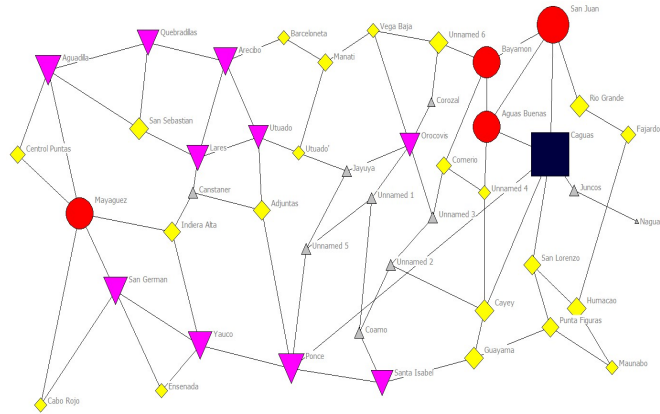 San Juan
Quebradillas
Vega Baja
Unnamed 6
Barceloneta
Arecibo
Bayamon
Aguadilla
Manati
Rio Grande
Corozal
Aguas Buenas
San Sebastian
Utuado
Fajardo
Orocovis
Caguas
Central Puntas
Lares
Utuado'
Comerio
Jayuya
Canstaner
Unnamed 1
Unnamed 4
Juncos
Mayaguez
Adjuntas
Unnamed 3
Nagua
Indera Alta
Unnamed 5
Unnamed 2
San Lorenzo
San German
Cayey
Humacao
Punta Figuras
Coamo
Yauco
Guayama
Ponce
Maunabo
Santa Isabel
Ensenada
Cabo Rojo